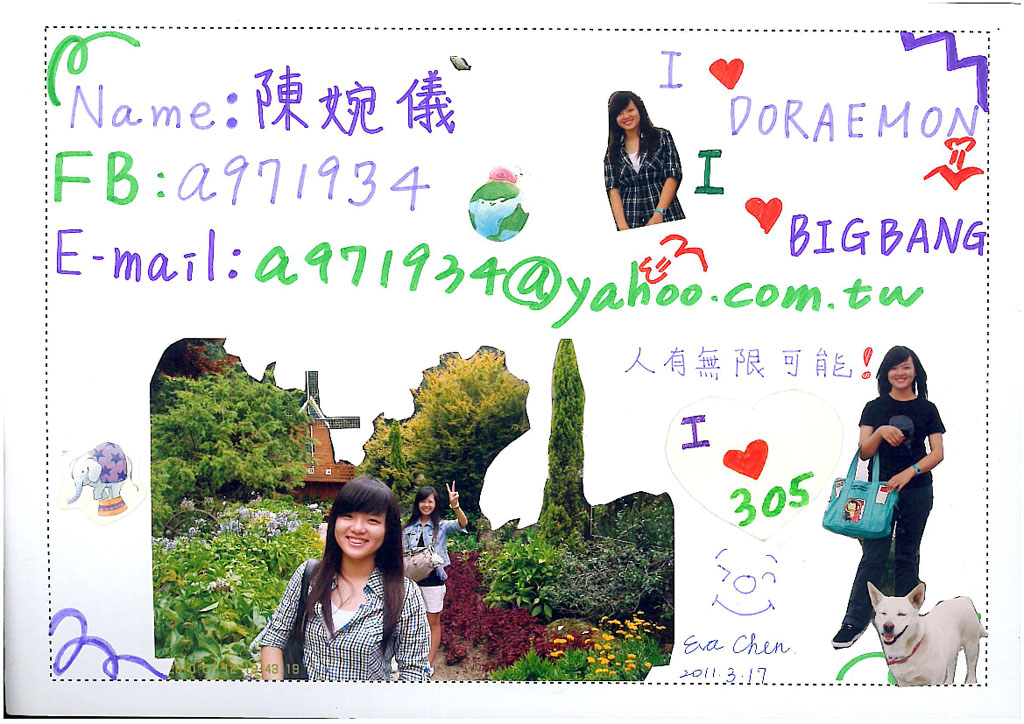 Name:陳婉儀
FB:a971934
E-mail:a971934@yahoo.com.tw
I ♥
DORAEMON
I ♥
BIGBANG
人有無限可能!
I
♥
305
Eva Chen.
2011.3.17